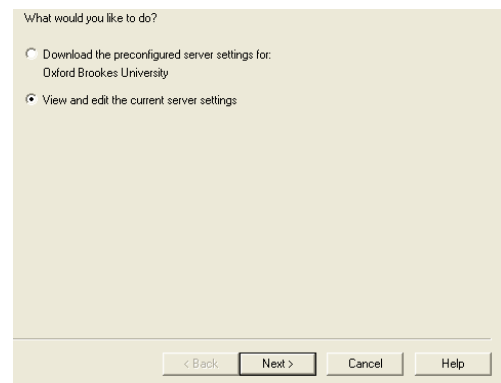 What would you like to do?
Download the preconfigured server settings for:
Oxford Brookes University
View and edit the current server settings
< Back Next > Cancel Help